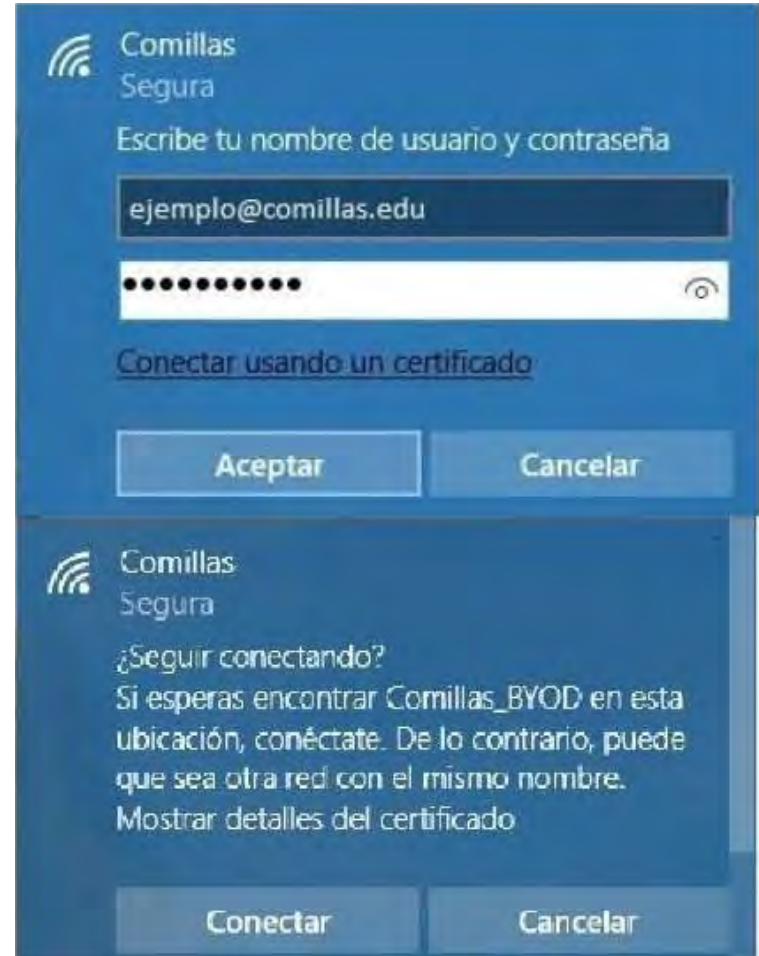 Comillas
Segura
Escribe tu nombre de usuario y contraseña
ejemplo@comillas.edu
••••••••••
Conectar usando un certificado
Aceptar Cancelar
Comillas
Segura
¿Seguir conectando?
Si esperas encontrar Comillas_BYOD en esta
ubicación, conéctate. De lo contrario, puede
que sea otra red con el mismo nombre.
Mostrar detalles del certificado
Conectar Cancelar